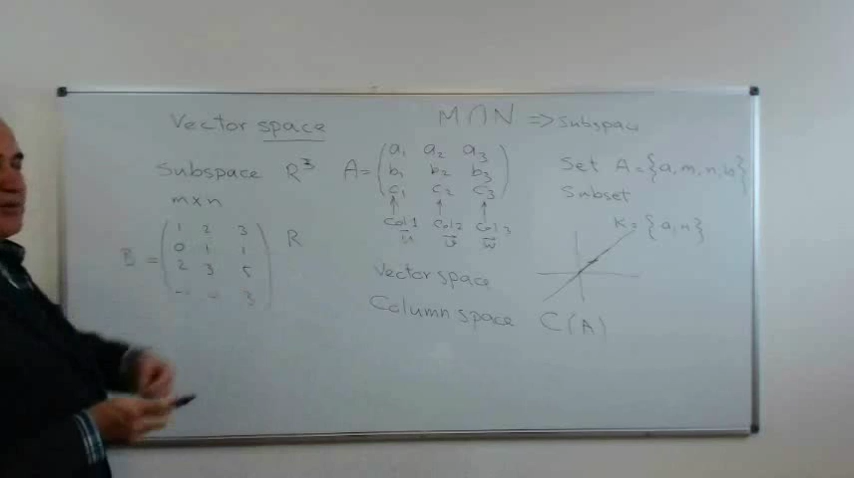 Vector space
M∩N ⇒ Subspace
Subspace R³
m×n
A =
a₁ a₂ a₃
b₁ b₂ b₃
c₁ c₂ c₃
↑ ↑ ↑
Col 1 Col 2 Col 3
u⃗ v⃗ w⃗
Set A = {a, m, n, b}
Subset
K = {a, n}
B =
1 2 3
0 1 1
2 3 5
3
R
Vector space
Column space C(A)